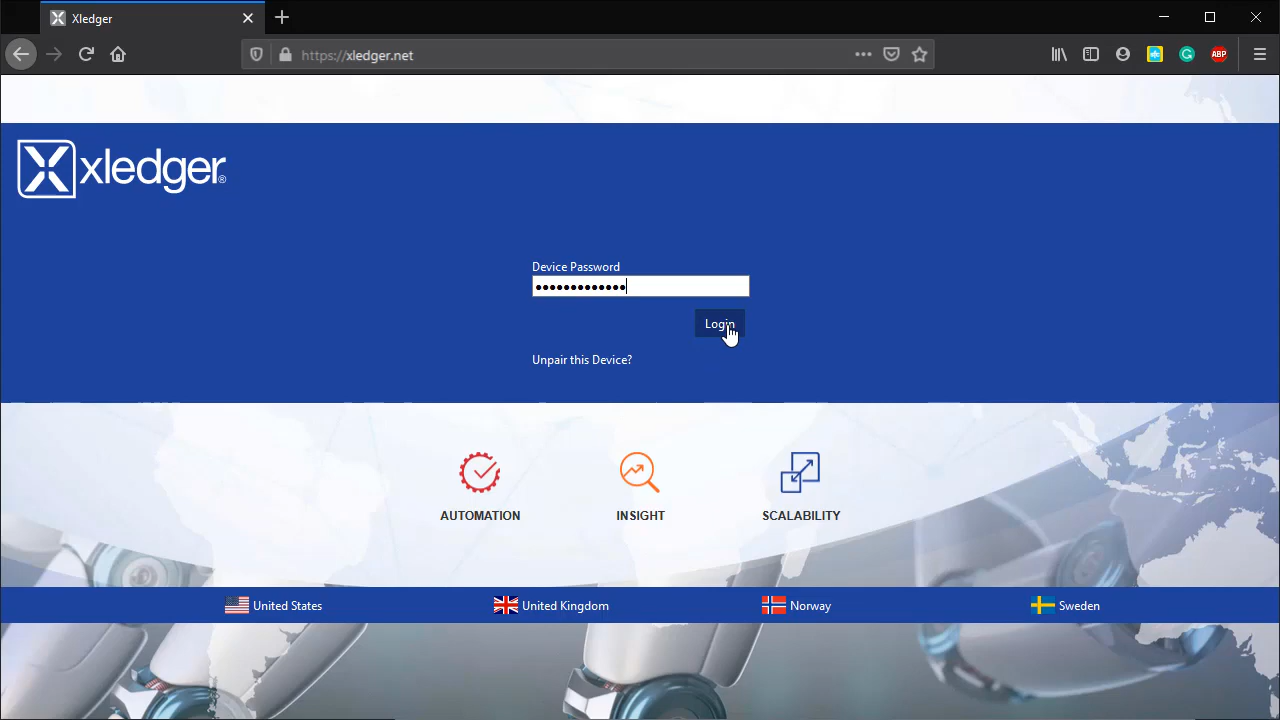 Xledger
https://xledger.net
ABP
xledger®
Device Password
•••••••••••••
Login
Unpair this Device?
AUTOMATION
INSIGHT
SCALABILITY
United States
United Kingdom
Norway
Sweden